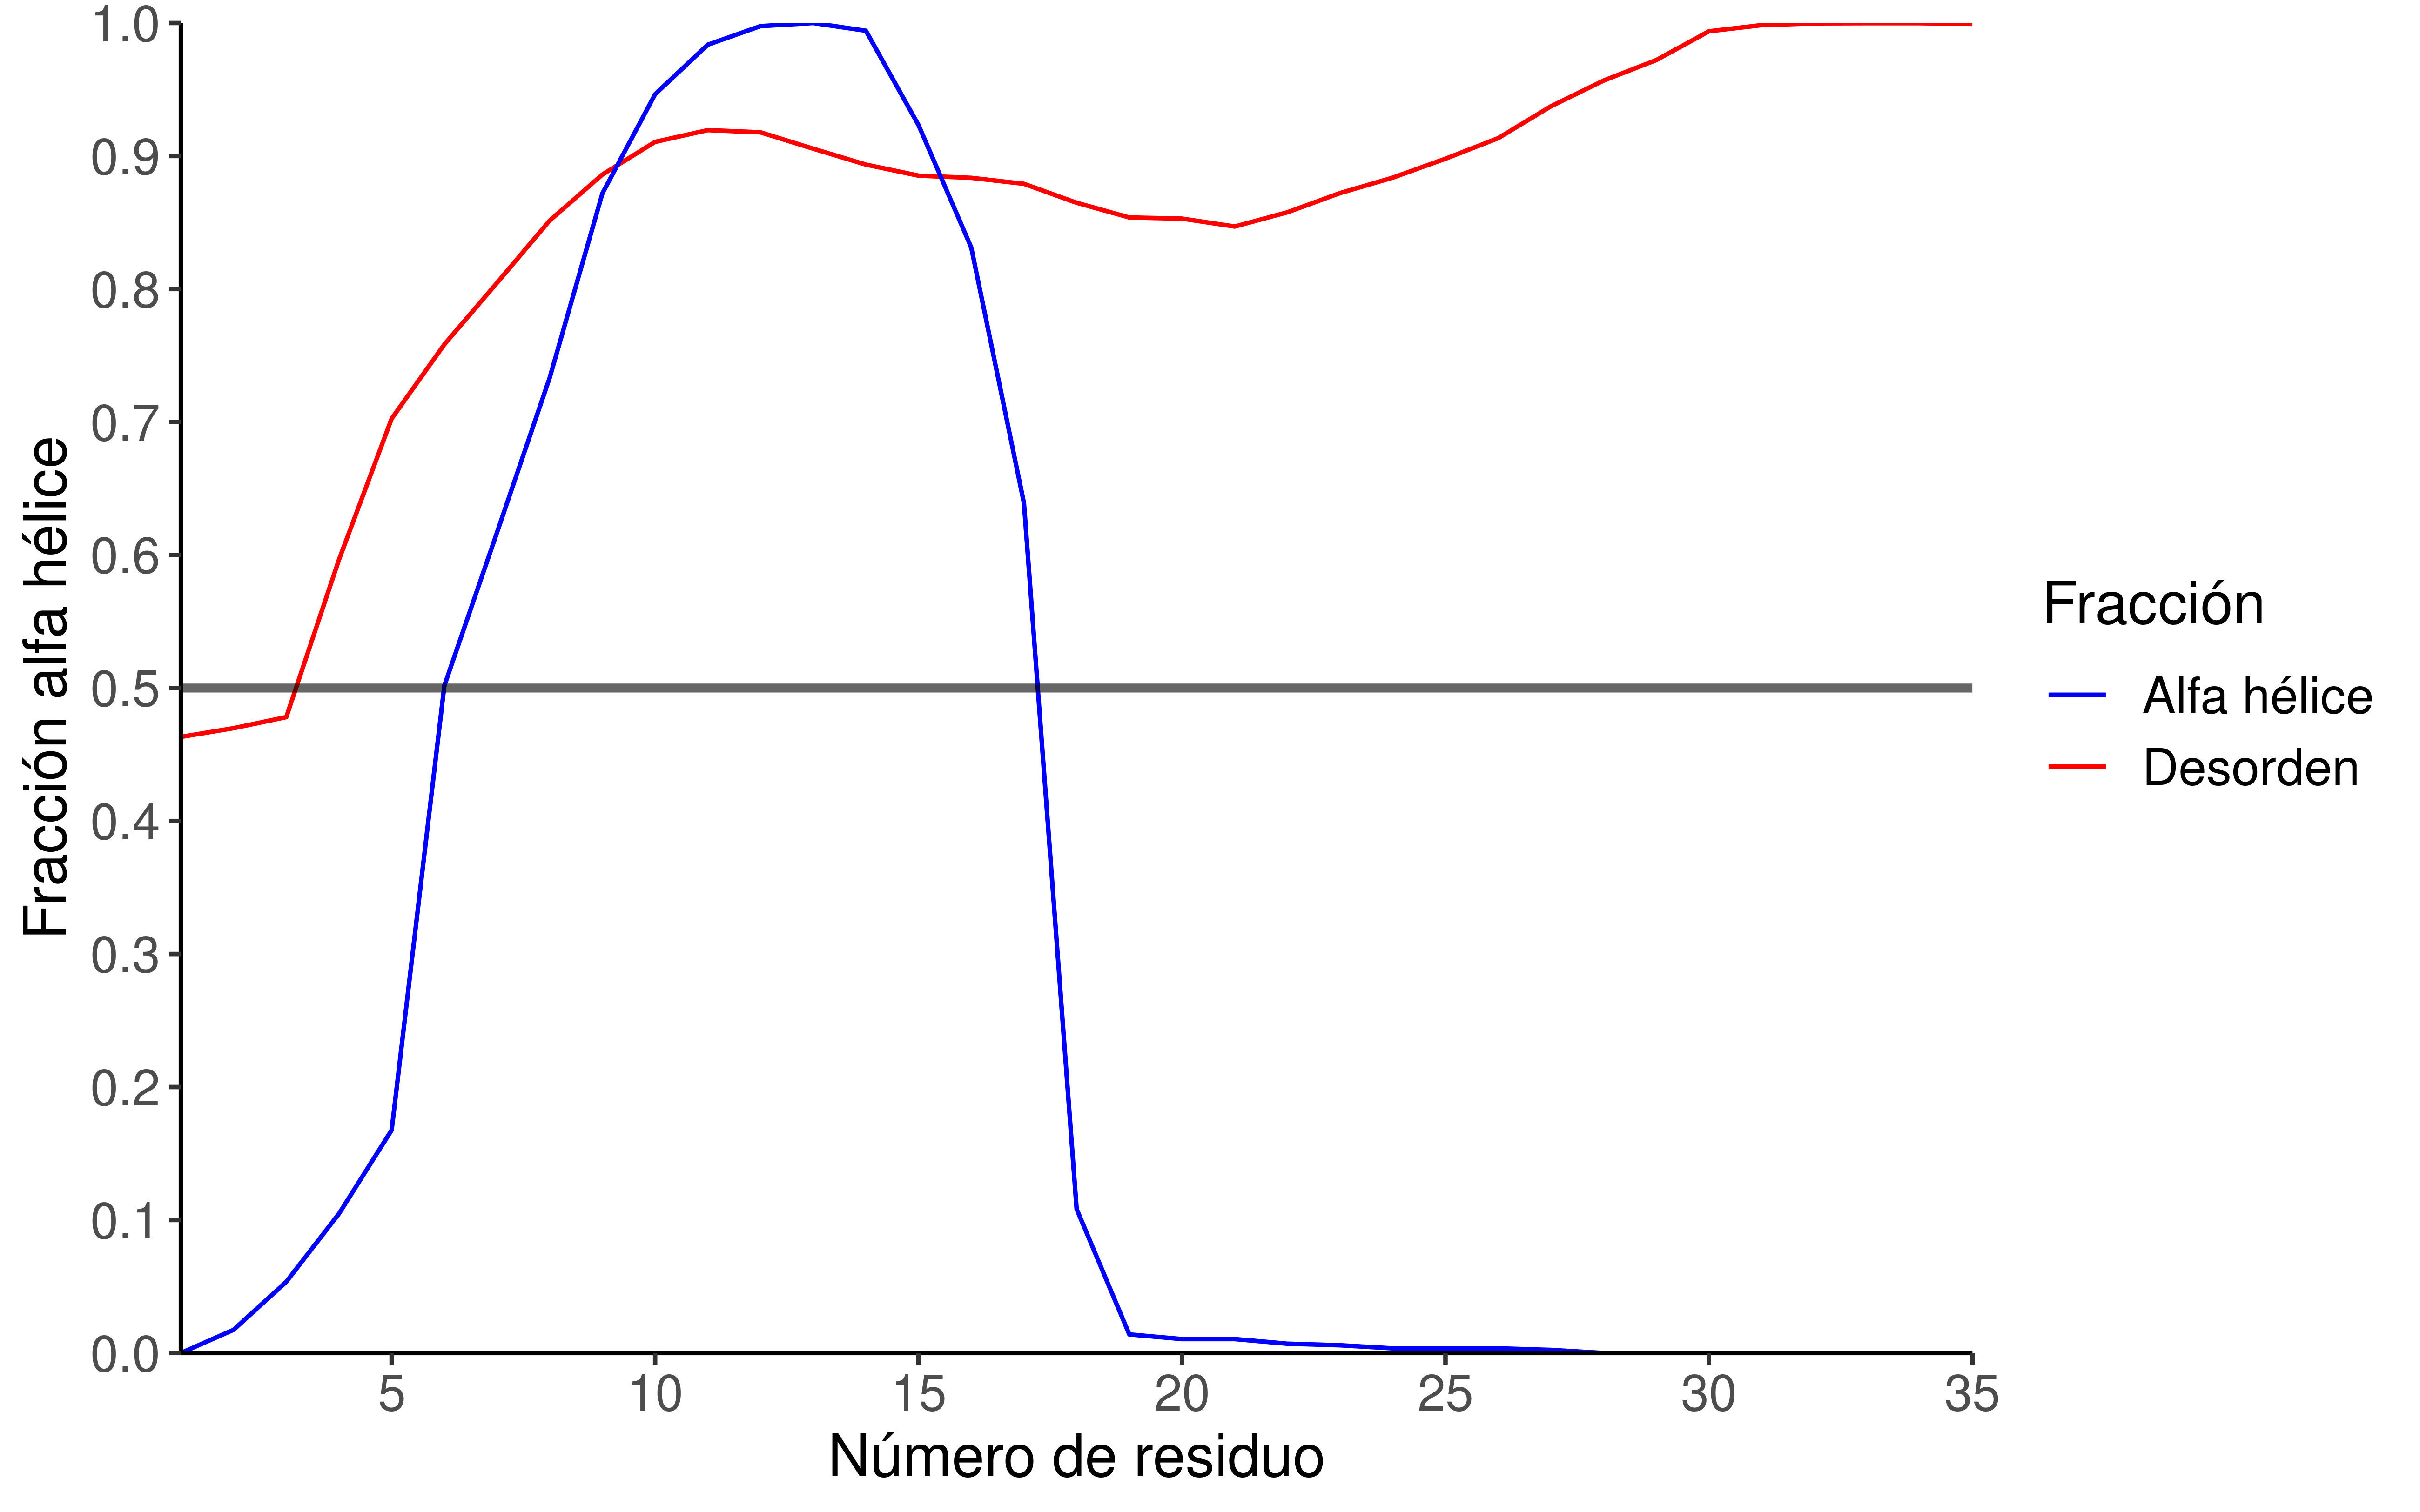 1.0
0.9
0.8
0.7
0.6
0.5
0.4
0.3
0.2
0.1
0.0
Fracción alfa hélice
5 10 15 20 25 30 35
Número de residuo
Fracción
Alfa hélice
Desorden